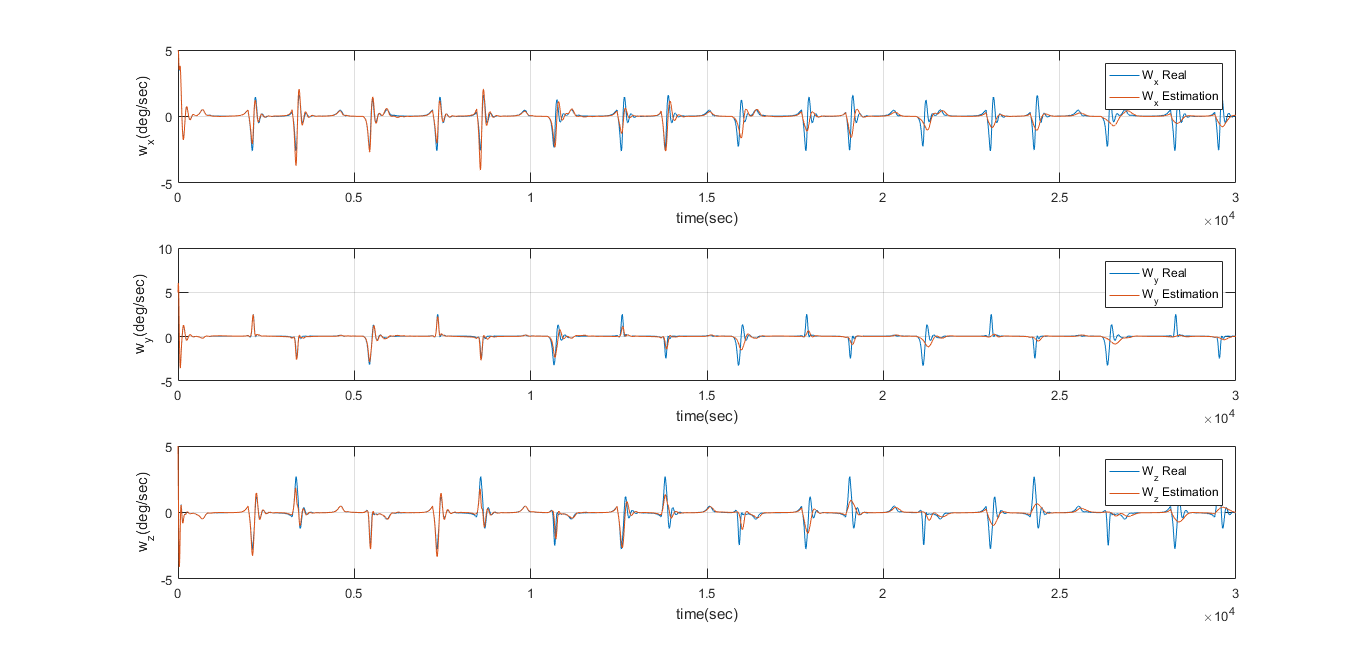 5
0
-5
w_x(deg/sec)
W_x Real
W_x Estimation
0 0.5 1 1.5 2 2.5 3
time(sec)
×10^4
10
5
0
-5
w_y(deg/sec)
W_y Real
W_y Estimation
0 0.5 1 1.5 2 2.5 3
time(sec)
×10^4
5
0
-5
w_z(deg/sec)
W_z Real
W_z Estimation
0 0.5 1 1.5 2 2.5 3
time(sec)
×10^4